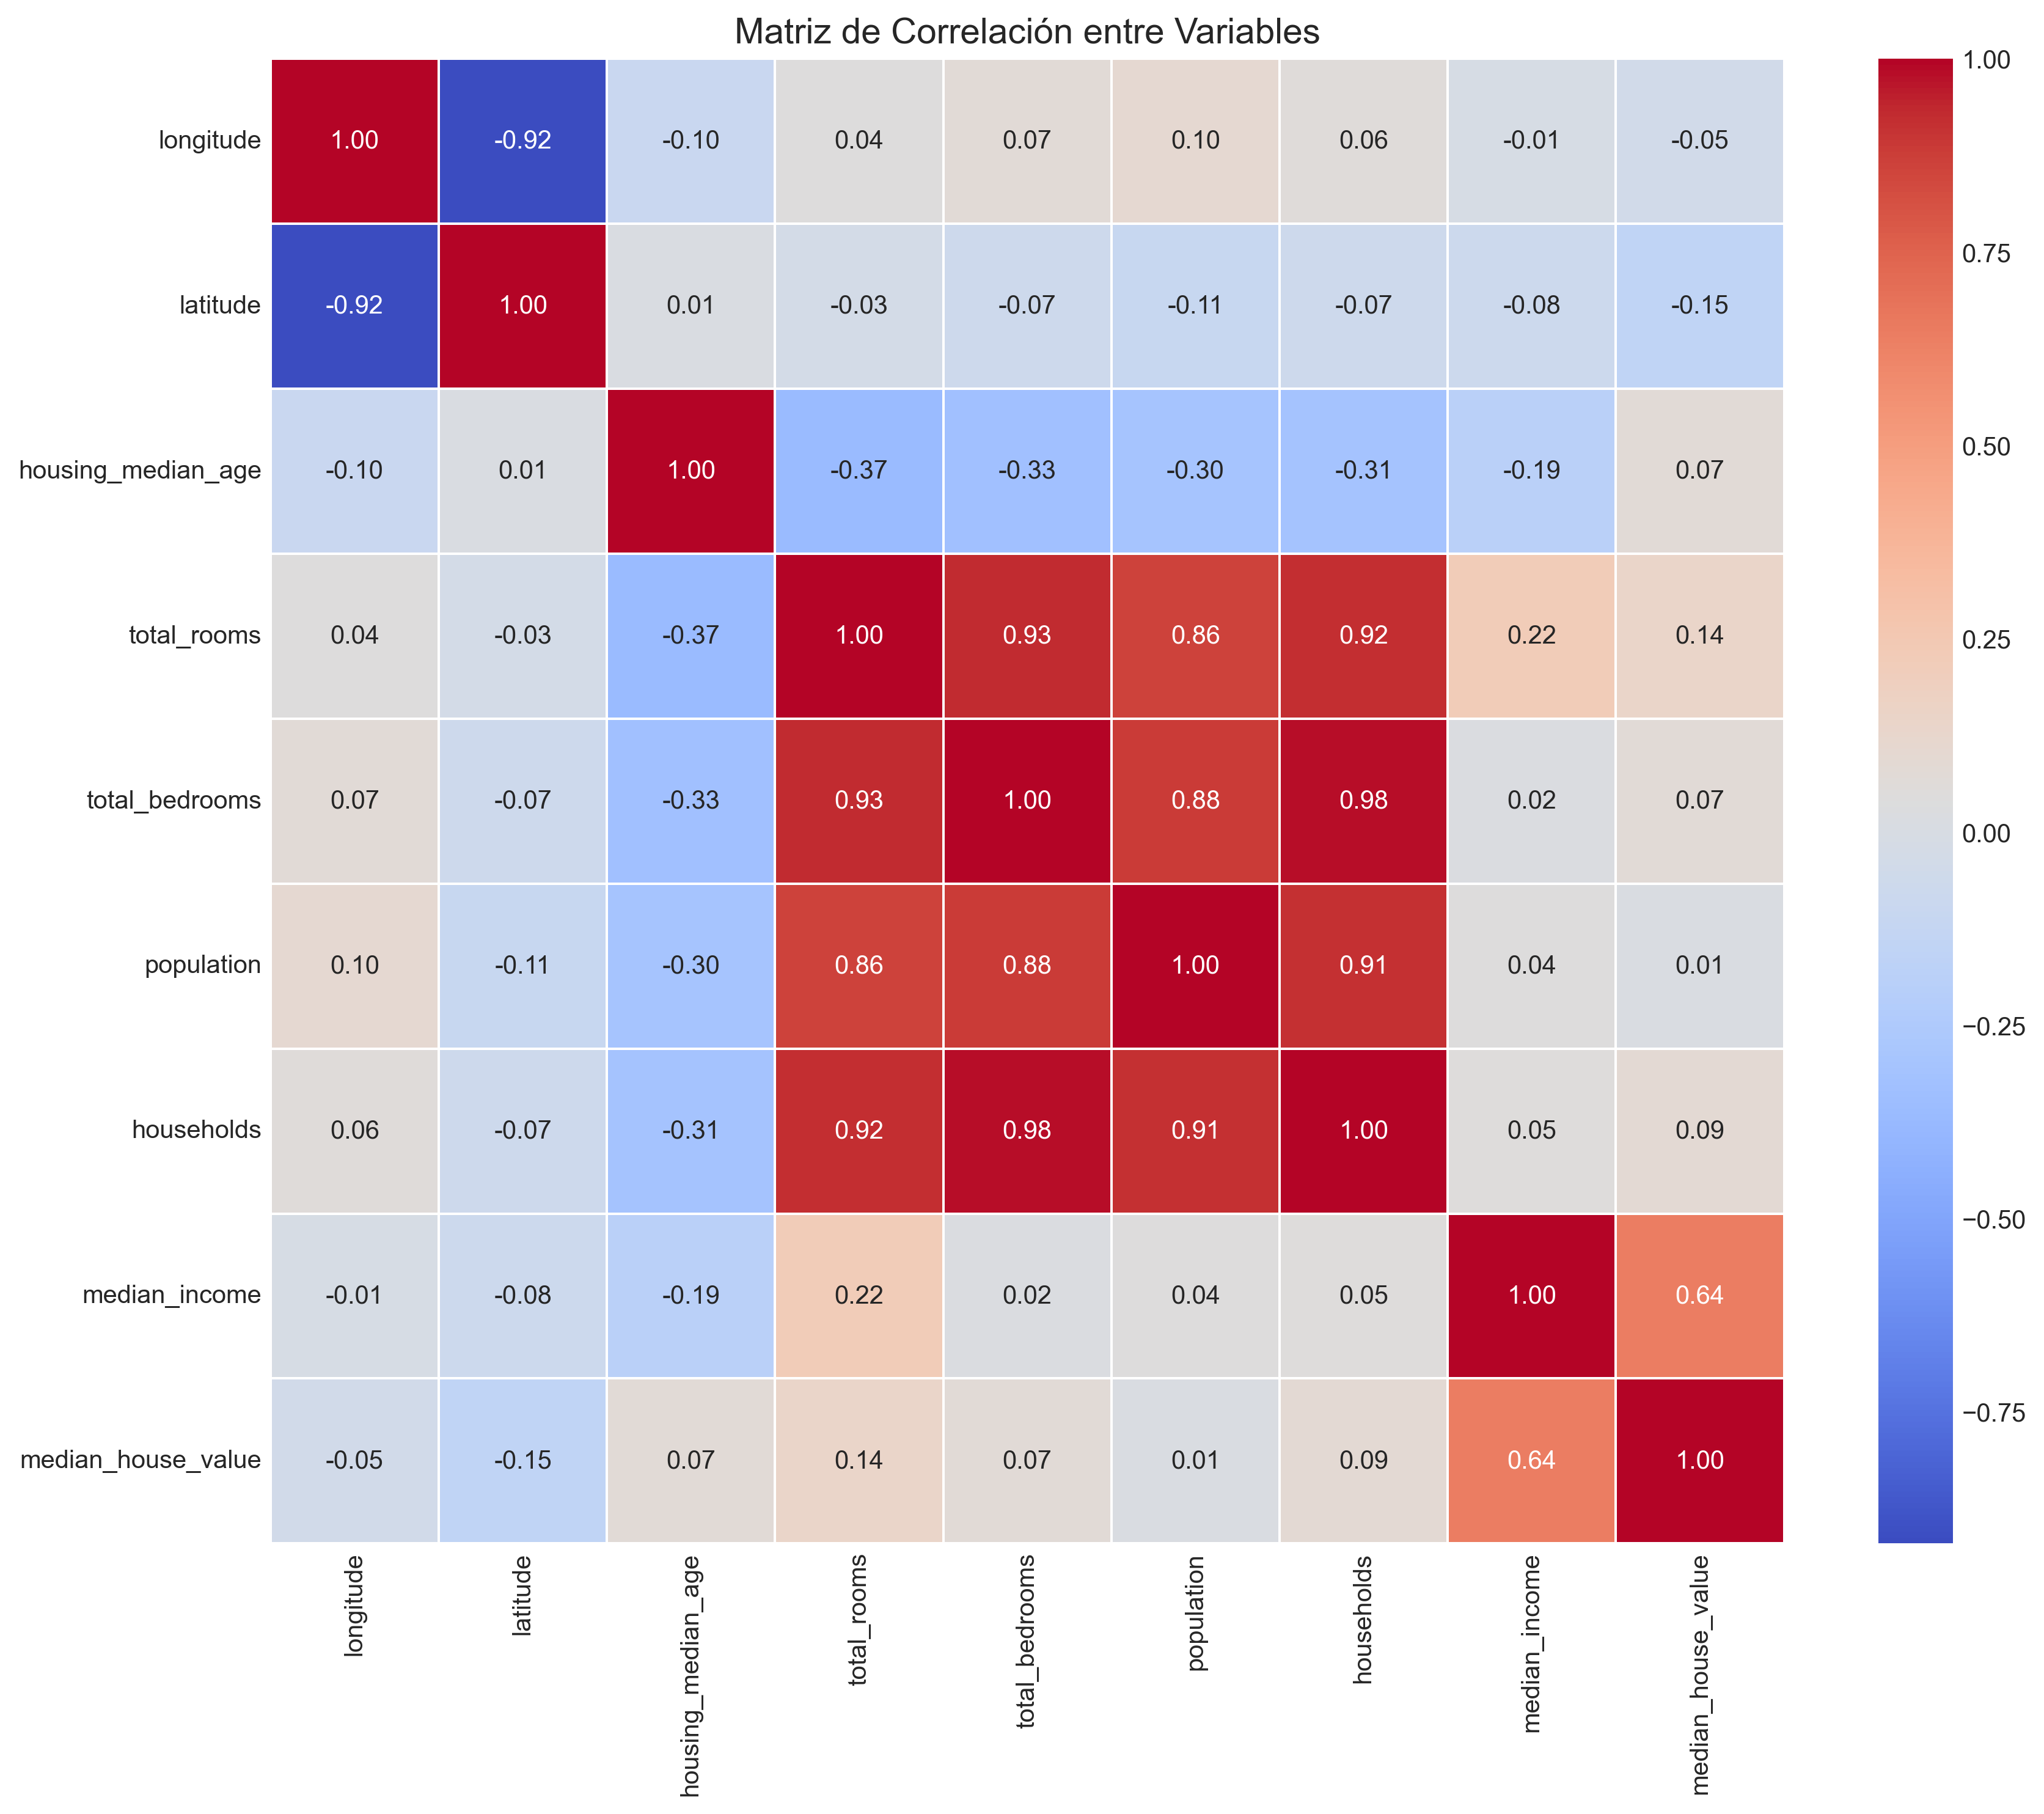 Matriz de Correlación entre Variables
longitude 1.00 -0.92 -0.10 0.04 0.07 0.10 0.06 -0.01 -0.05
latitude -0.92 1.00 0.01 -0.03 -0.07 -0.11 -0.07 -0.08 -0.15
housing_median_age -0.10 0.01 1.00 -0.37 -0.33 -0.30 -0.31 -0.19 0.07
total_rooms 0.04 -0.03 -0.37 1.00 0.93 0.86 0.92 0.22 0.14
total_bedrooms 0.07 -0.07 -0.33 0.93 1.00 0.88 0.98 0.02 0.07
population 0.10 -0.11 -0.30 0.86 0.88 1.00 0.91 0.04 0.01
households 0.06 -0.07 -0.31 0.92 0.98 0.91 1.00 0.05 0.09
median_income -0.01 -0.08 -0.19 0.22 0.02 0.04 0.05 1.00 0.64
median_house_value -0.05 -0.15 0.07 0.14 0.07 0.01 0.09 0.64 1.00
longitude
latitude
housing_median_age
total_rooms
total_bedrooms
population
households
median_income
median_house_value
1.00
0.75
0.50
0.25
0.00
−0.25
−0.50
−0.75